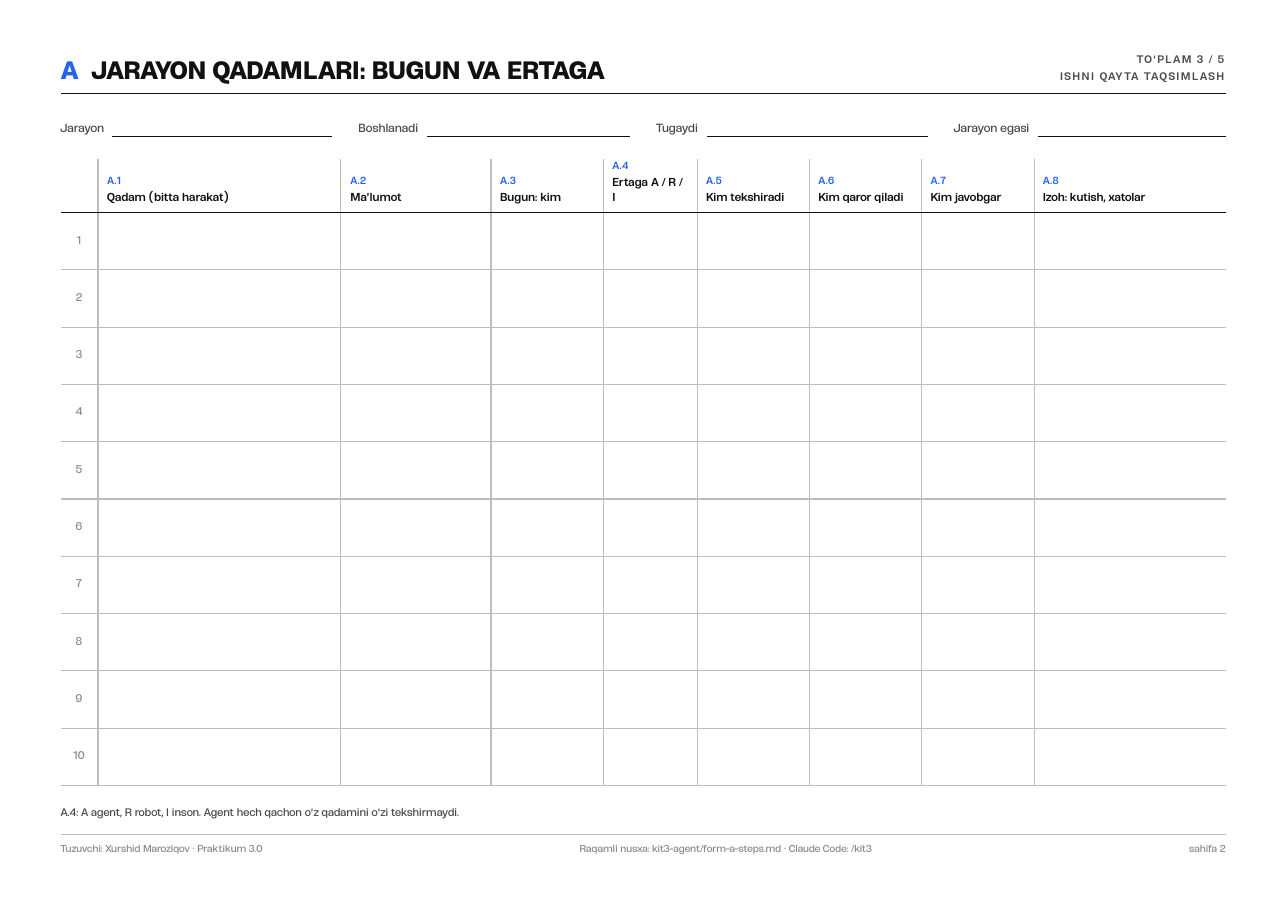 A JARAYON QADAMLARI: BUGUN VA ERTAGA
TO'PLAM 3 / 5
ISHNI QAYTA TAQSIMLASH
Jarayon
Boshlanadi
Tugaydi
Jarayon egasi
A.1
Qadam (bitta harakat)
A.2
Ma'lumot
A.3
Bugun: kim
A.4
Ertaga A / R /
I
A.5
Kim tekshiradi
A.6
Kim qaror qiladi
A.7
Kim javobgar
A.8
Izoh: kutish, xatolar
1
2
3
4
5
6
7
8
9
10
A.4: A agent, R robot, I inson. Agent hech qachon o'z qadamini o'zi tekshirmaydi.
Tuzuvchi: Xurshid Maroziqov · Praktikum 3.0
Raqamli nusxa: kit3-agent/form-a-steps.md · Claude Code: /kit3
sahifa 2